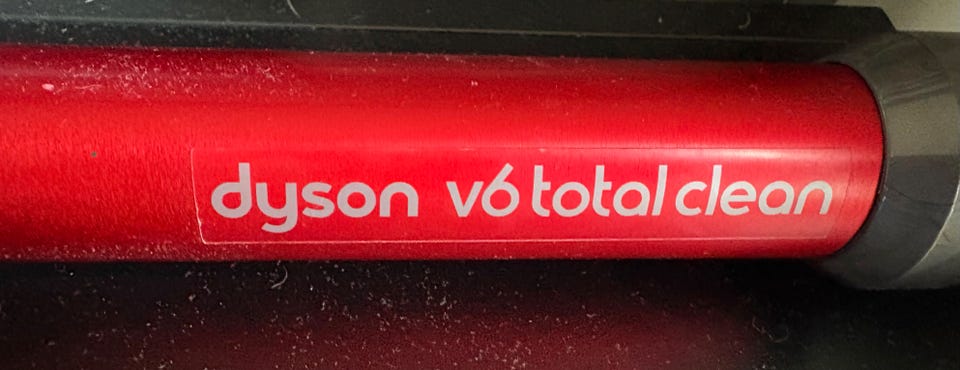 dyson v6 total clean